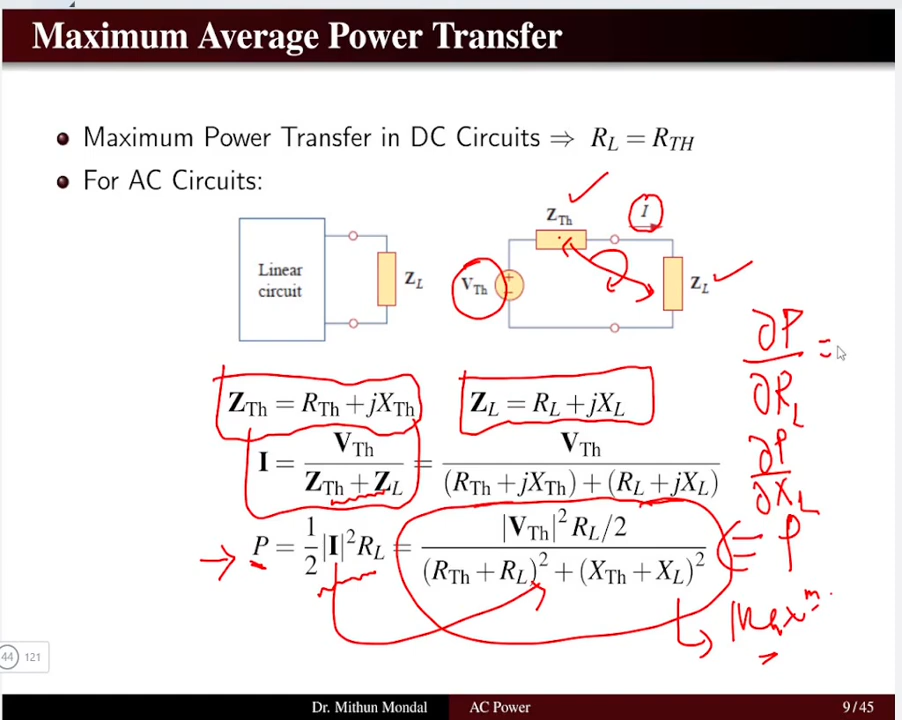 Maximum Average Power Transfer
Maximum Power Transfer in DC Circuits ⇒ R_L = R_TH
For AC Circuits:
Linear circuit
Z_L
V_Th
Z_Th
I
Z_L
Z_Th = R_Th + jX_Th
Z_L = R_L + jX_L
I = V_Th / (Z_Th + Z_L) = V_Th / ((R_Th + jX_Th) + (R_L + jX_L))
P = 1/2 |I|² R_L = |V_Th|² R_L/2 / ((R_Th + R_L)² + (X_Th + X_L)²)
∂P/∂R_L =
∂P/∂X_L
P
Max^m.
44 121
Dr. Mithun Mondal AC Power 9/45